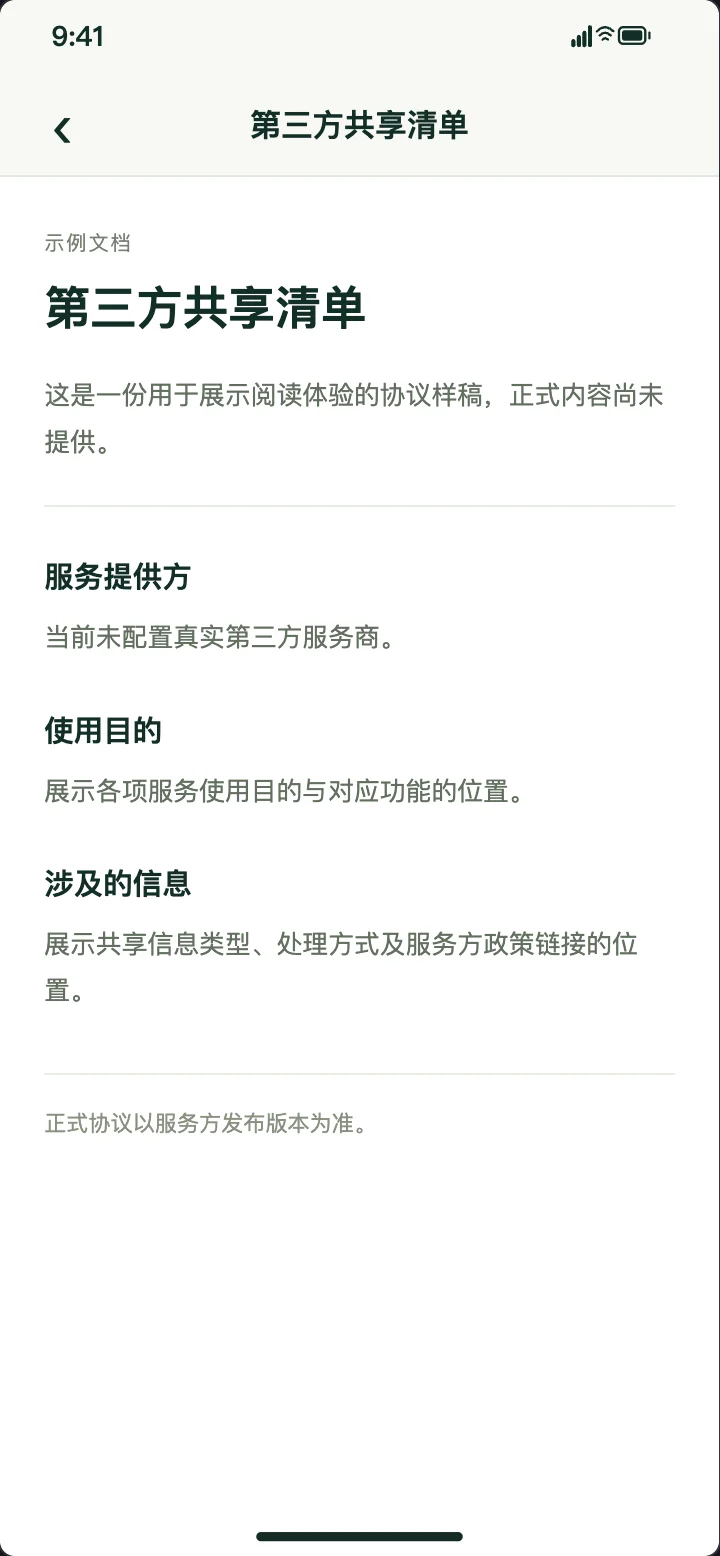 9:41
第三方共享清单
示例文档
第三方共享清单
这是一份用于展示阅读体验的协议样稿，正式内容尚未
提供。
服务提供方
当前未配置真实第三方服务商。
使用目的
展示各项服务使用目的与对应功能的位置。
涉及的信息
展示共享信息类型、处理方式及服务方政策链接的位
置。
正式协议以服务方发布版本为准。